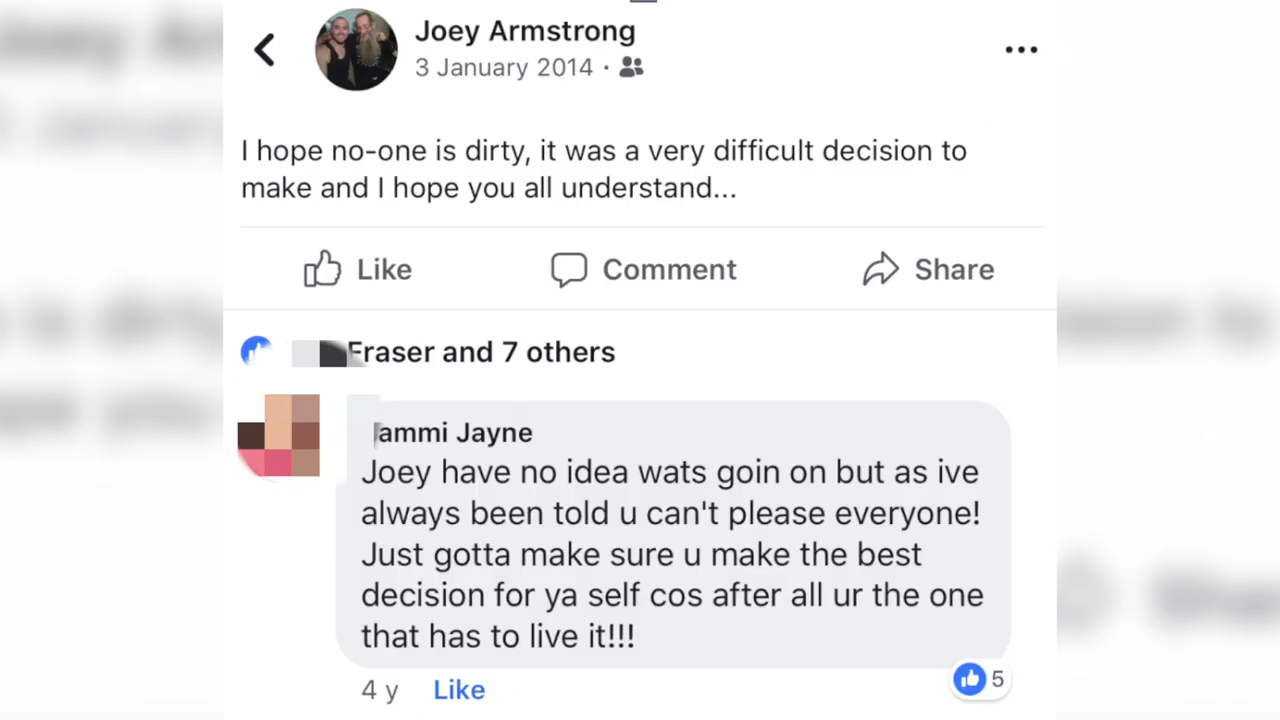 Joey Armstrong
3 January 2014 ·
I hope no-one is dirty, it was a very difficult decision to
make and I hope you all understand...
Like
Comment
Share
Fraser and 7 others
ammi Jayne
Joey have no idea wats goin on but as ive
always been told u can't please everyone!
Just gotta make sure u make the best
decision for ya self cos after all ur the one
that has to live it!!!
4 y
Like
5